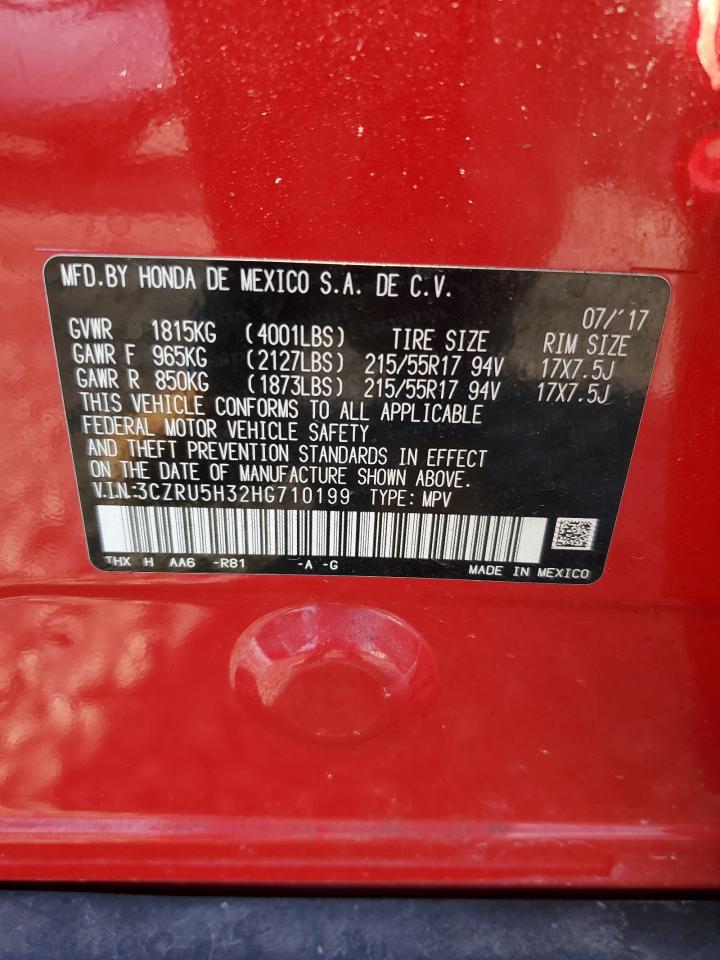 MFD.BY HONDA DE MEXICO S.A. DE C.V.
07/'17
GVWR 1815KG (4001LBS) TIRE SIZE RIM SIZE
GAWR F 965KG (2127LBS) 215/55R17 94V 17X7.5J
GAWR R 850KG (1873LBS) 215/55R17 94V 17X7.5J
THIS VEHICLE CONFORMS TO ALL APPLICABLE
FEDERAL MOTOR VEHICLE SAFETY
AND THEFT PREVENTION STANDARDS IN EFFECT
ON THE DATE OF MANUFACTURE SHOWN ABOVE.
V.IN:3CZRU5H32HG710199 TYPE: MPV
THX H AA6 -R81 -A -G MADE IN MEXICO